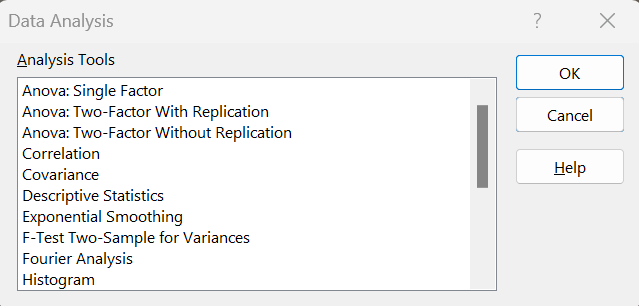 Data Analysis ?
Analysis Tools
Anova: Single Factor
Anova: Two-Factor With Replication
Anova: Two-Factor Without Replication
Correlation
Covariance
Descriptive Statistics
Exponential Smoothing
F-Test Two-Sample for Variances
Fourier Analysis
Histogram
OK
Cancel
Help